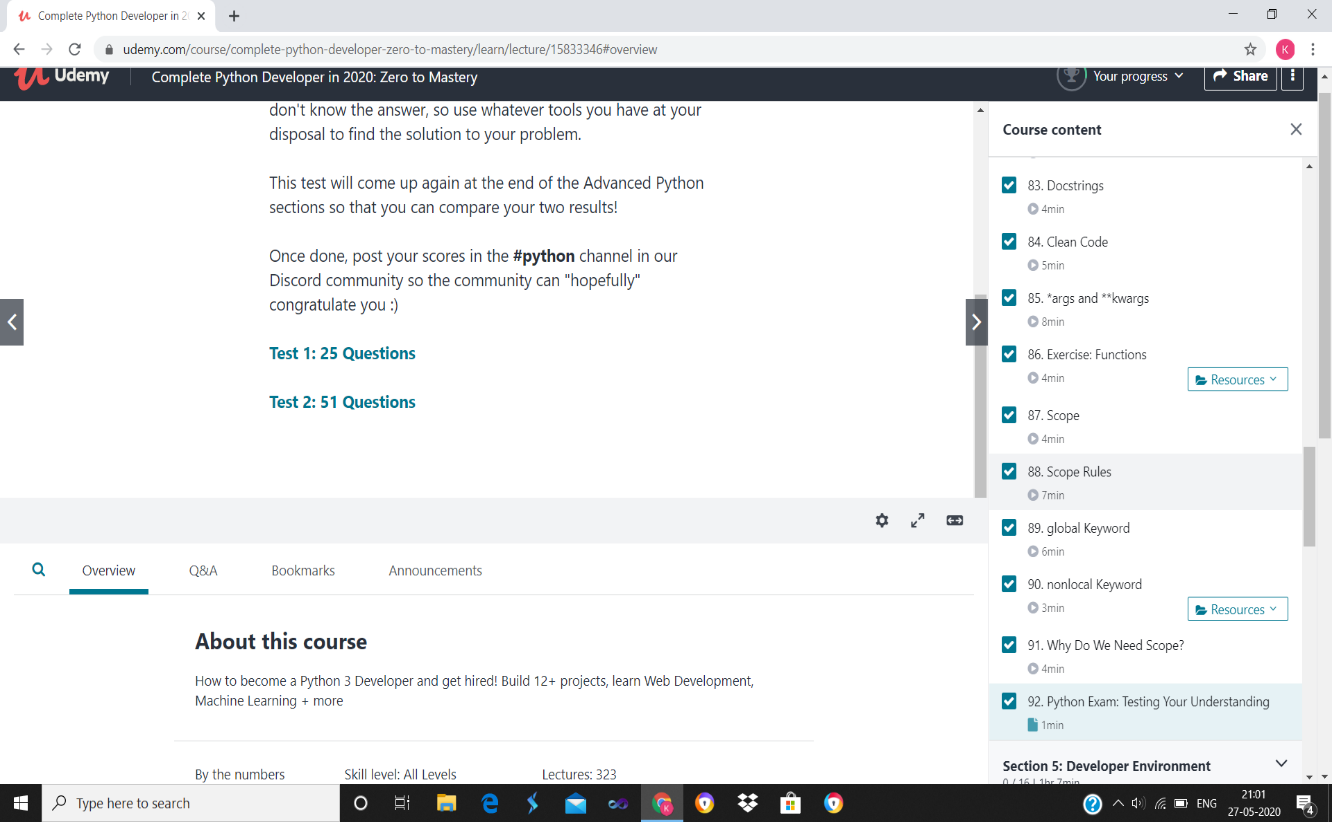 Complete Python Developer in 2
udemy.com/course/complete-python-developer-zero-to-mastery/learn/lecture/15833346#overview
K
Udemy
Complete Python Developer in 2020: Zero to Mastery
Your progress
Share
don't know the answer, so use whatever tools you have at your
disposal to find the solution to your problem.
This test will come up again at the end of the Advanced Python
sections so that you can compare your two results!
Once done, post your scores in the #python channel in our
Discord community so the community can "hopefully"
congratulate you :)
Test 1: 25 Questions
Test 2: 51 Questions
Overview
Q&A
Bookmarks
Announcements
About this course
How to become a Python 3 Developer and get hired! Build 12+ projects, learn Web Development,
Machine Learning + more
By the numbers
Skill level: All Levels
Lectures: 323
Course content
83. Docstrings
4min
84. Clean Code
5min
85. *args and **kwargs
8min
86. Exercise: Functions
4min
Resources
87. Scope
4min
88. Scope Rules
7min
89. global Keyword
6min
90. nonlocal Keyword
3min
Resources
91. Why Do We Need Scope?
4min
92. Python Exam: Testing Your Understanding
1min
Section 5: Developer Environment
0 / 16 | 1hr 7min
Type here to search
ENG
21:01
27-05-2020
4